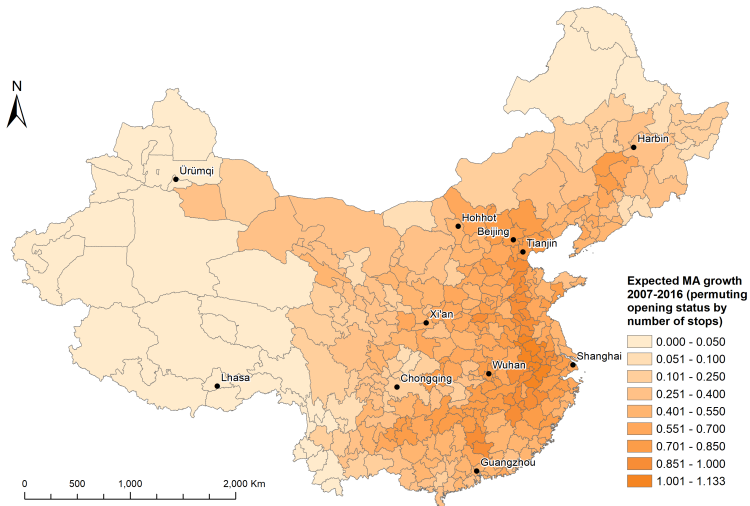 N
Harbin
Ürümqi
Hohhot
Beijing
Tianjin
Expected MA growth
2007-2016 (permuting
opening status by
number of stops)
Xi'an
0.000 - 0.050
Shanghai
0.051 - 0.100
Wuhan
0.101 - 0.250
Lhasa
Chongqing
0.251 - 0.400
0.401 - 0.550
0.551 - 0.700
0.701 - 0.850
Guangzhou
0.851 - 1.000
1.001 - 1.133
0 500 1,000 2,000 Km